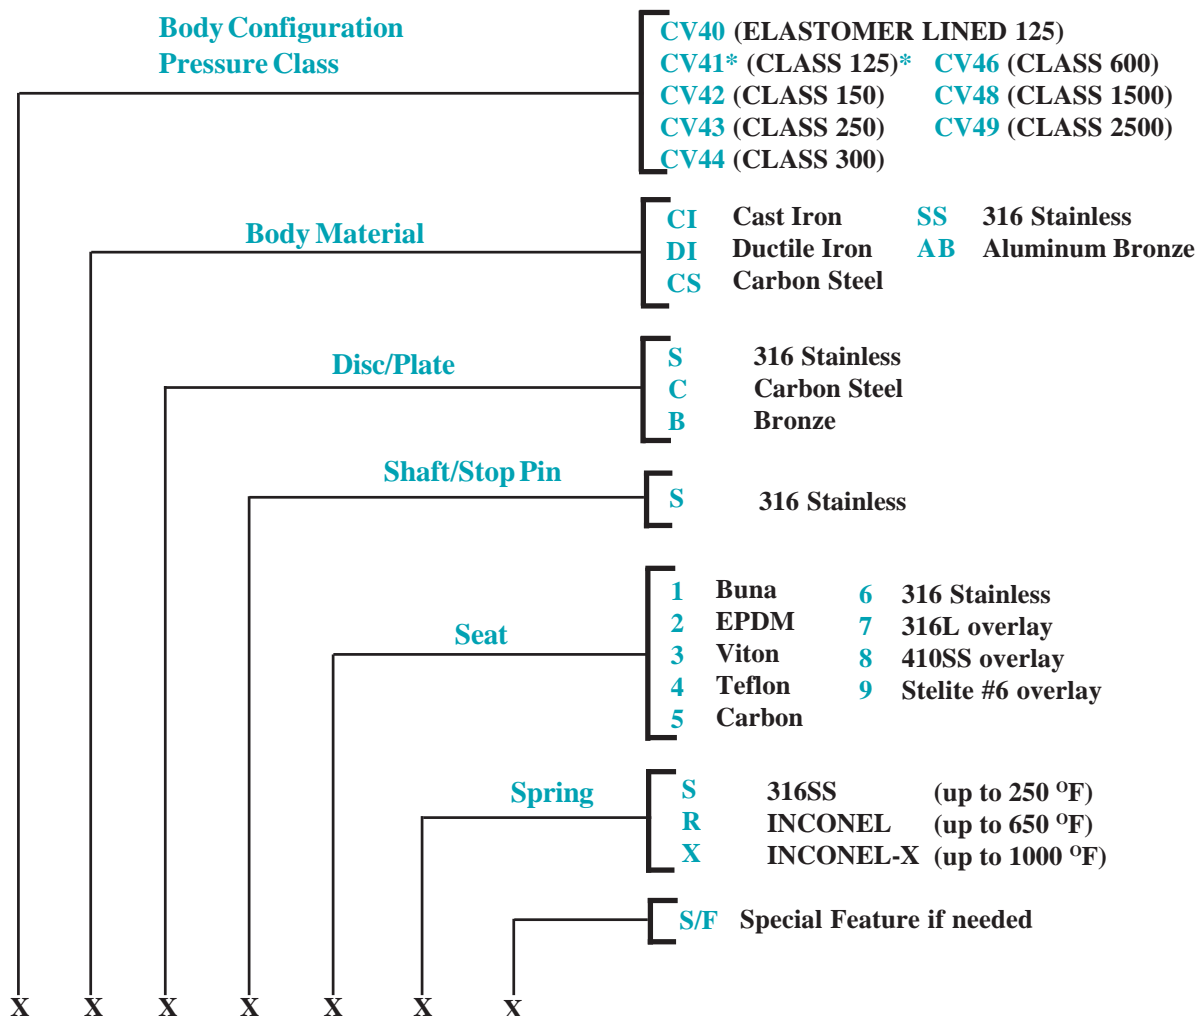 Body Configuration
Pressure Class
CV40 (ELASTOMER LINED 125)
CV41* (CLASS 125)* CV46 (CLASS 600)
CV42 (CLASS 150) CV48 (CLASS 1500)
CV43 (CLASS 250) CV49 (CLASS 2500)
CV44 (CLASS 300)
Body Material
CI Cast Iron SS 316 Stainless
DI Ductile Iron AB Aluminum Bronze
CS Carbon Steel
Disc/Plate
S 316 Stainless
C Carbon Steel
B Bronze
Shaft/Stop Pin
S 316 Stainless
Seat
1 Buna 6 316 Stainless
2 EPDM 7 316L overlay
3 Viton 8 410SS overlay
4 Teflon 9 Stelite #6 overlay
5 Carbon
Spring
S 316SS (up to 250 °F)
R INCONEL (up to 650 °F)
X INCONEL-X (up to 1000 °F)
S/F Special Feature if needed
X X X X X X X